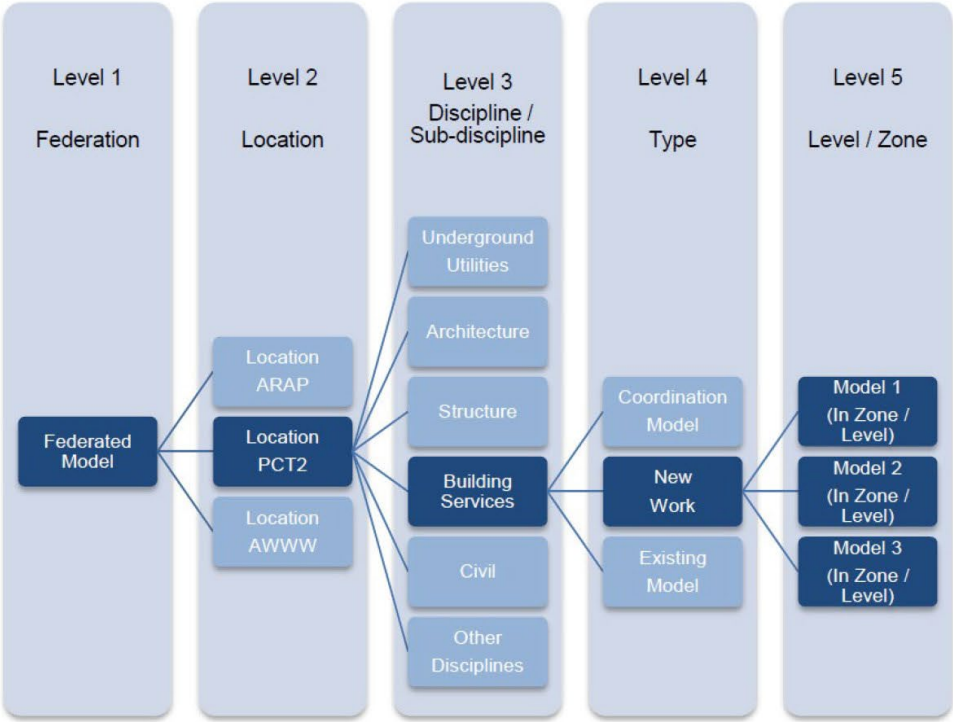 Level 1
Federation
Level 2
Location
Level 3
Discipline /
Sub-discipline
Level 4
Type
Level 5
Level / Zone
Federated
Model
Location
ARAP
Location
PCT2
Location
AWWW
Underground
Utilities
Architecture
Structure
Building
Services
Civil
Other
Disciplines
Coordination
Model
New
Work
Existing
Model
Model 1
(In Zone /
Level)
Model 2
(In Zone /
Level)
Model 3
(In Zone /
Level)